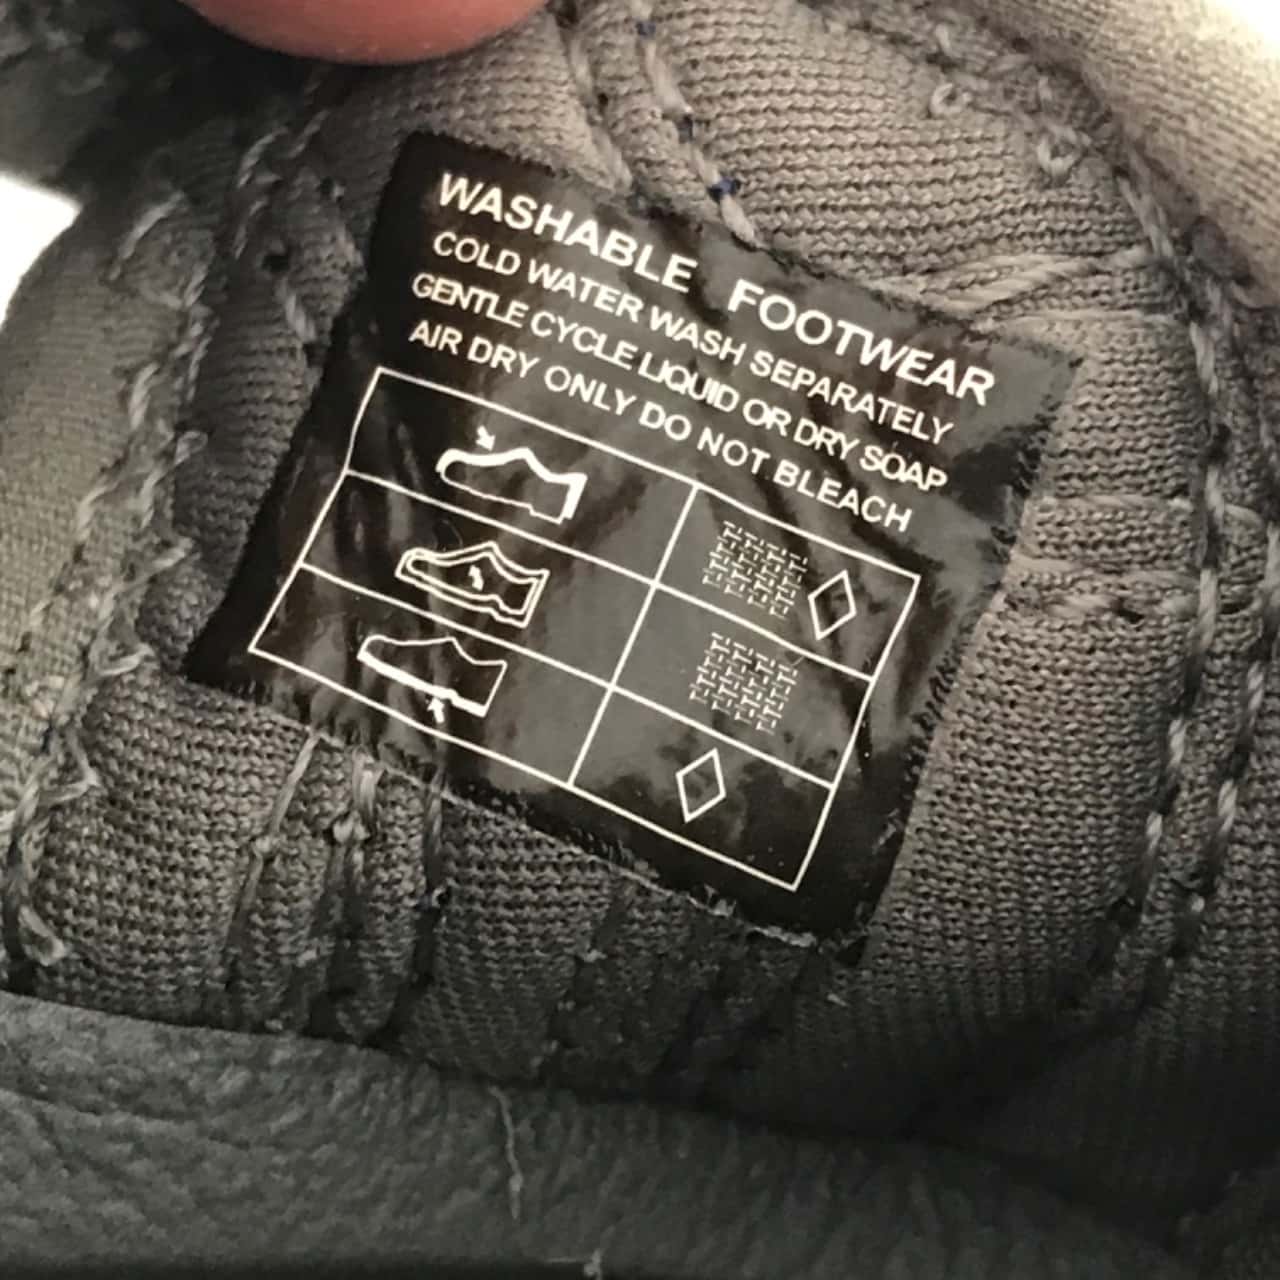 WASHABLE FOOTWEAR
COLD WATER WASH SEPARATELY
GENTLE CYCLE LIQUID OR DRY SOAP
AIR DRY ONLY DO NOT BLEACH